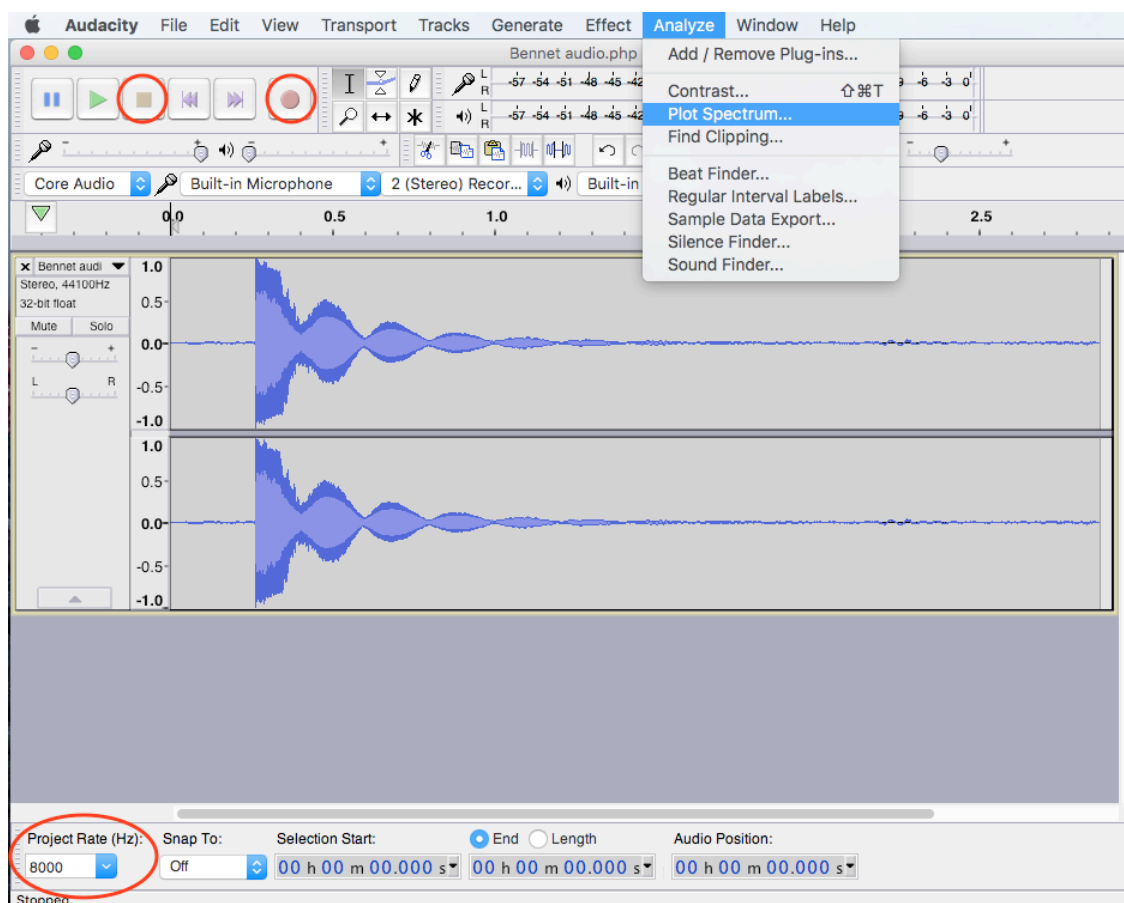 Audacity File Edit View Transport Tracks Generate Effect Analyze Window Help
Bennet audio.php
Add / Remove Plug-ins...
Contrast... ⇧⌘T
Plot Spectrum...
Find Clipping...
Beat Finder...
Regular Interval Labels...
Sample Data Export...
Silence Finder...
Sound Finder...
L R -57 -54 -51 -48 -45 -42 -6 -3 0
L R -57 -54 -51 -48 -45 -42 -6 -3 0
Core Audio Built-in Microphone 2 (Stereo) Recor... Built-in
0.0 0.5 1.0 2.5
x Bennet audi
Stereo, 44100Hz
32-bit float
Mute Solo
- +
L R
1.0
0.5
0.0
-0.5
-1.0
1.0
0.5
0.0
-0.5
-1.0
Project Rate (Hz): Snap To: Selection Start: End Length Audio Position:
8000 Off 00 h 00 m 00.000 s 00 h 00 m 00.000 s 00 h 00 m 00.000 s
Stopped.